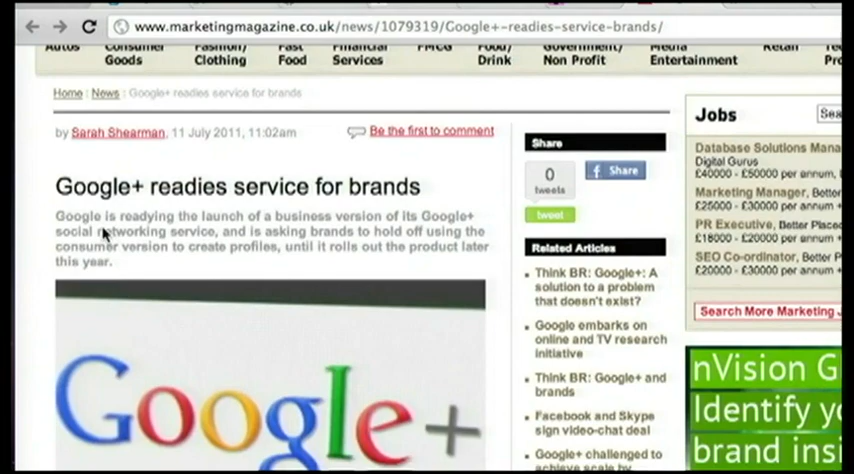 www.marketingmagazine.co.uk/news/1079319/Google+-readies-service-brands/
Autos
Consumer Goods
Fashion/ Clothing
Fast Food
Financial Services
FMCG
Food/ Drink
Government/ Non Profit
Media Entertainment
Retail
Home : News : Google+ readies service for brands
by Sarah Shearman, 11 July 2011, 11:02am
Be the first to comment
Google+ readies service for brands
Google is readying the launch of a business version of its Google+
social networking service, and is asking brands to hold off using the
consumer version to create profiles, until it rolls out the product later
this year.
Google+
Share
0
tweets
tweet
f Share
Related Articles
Think BR: Google+: A
solution to a problem
that doesn't exist?
Google embarks on
online and TV research
initiative
Think BR: Google+ and
brands
Facebook and Skype
sign video-chat deal
Google+ challenged to
achieve scale by
Jobs
Sea
Database Solutions Mana
Digital Gurus
£40000 - £50000 per annum,
Marketing Manager, Better
£25000 - £30000 per annum +
PR Executive, Better Place
£18000 - £20000 per annum +
SEO Co-ordinator, Better P
£20000 - £30000 per annum +
Search More Marketing
nVision G
Identify yo
brand insi